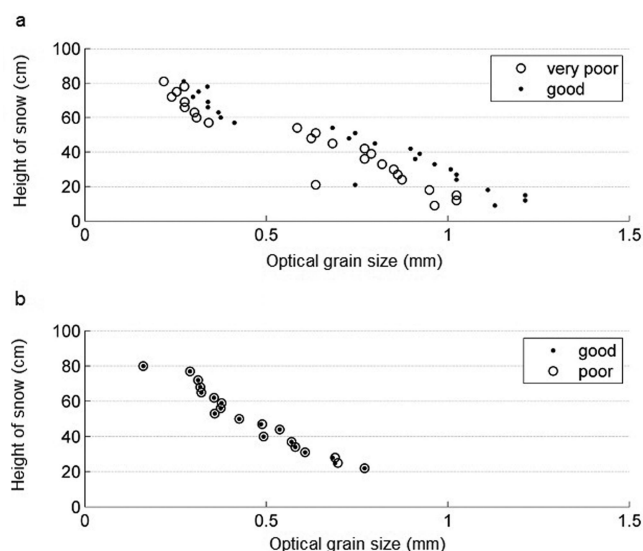 a
100
80
60
40
20
0
Height of snow (cm)
very poor
good
0 0.5 1 1.5
Optical grain size (mm)
b
100
80
60
40
20
0
Height of snow (cm)
good
poor
0 0.5 1 1.5
Optical grain size (mm)